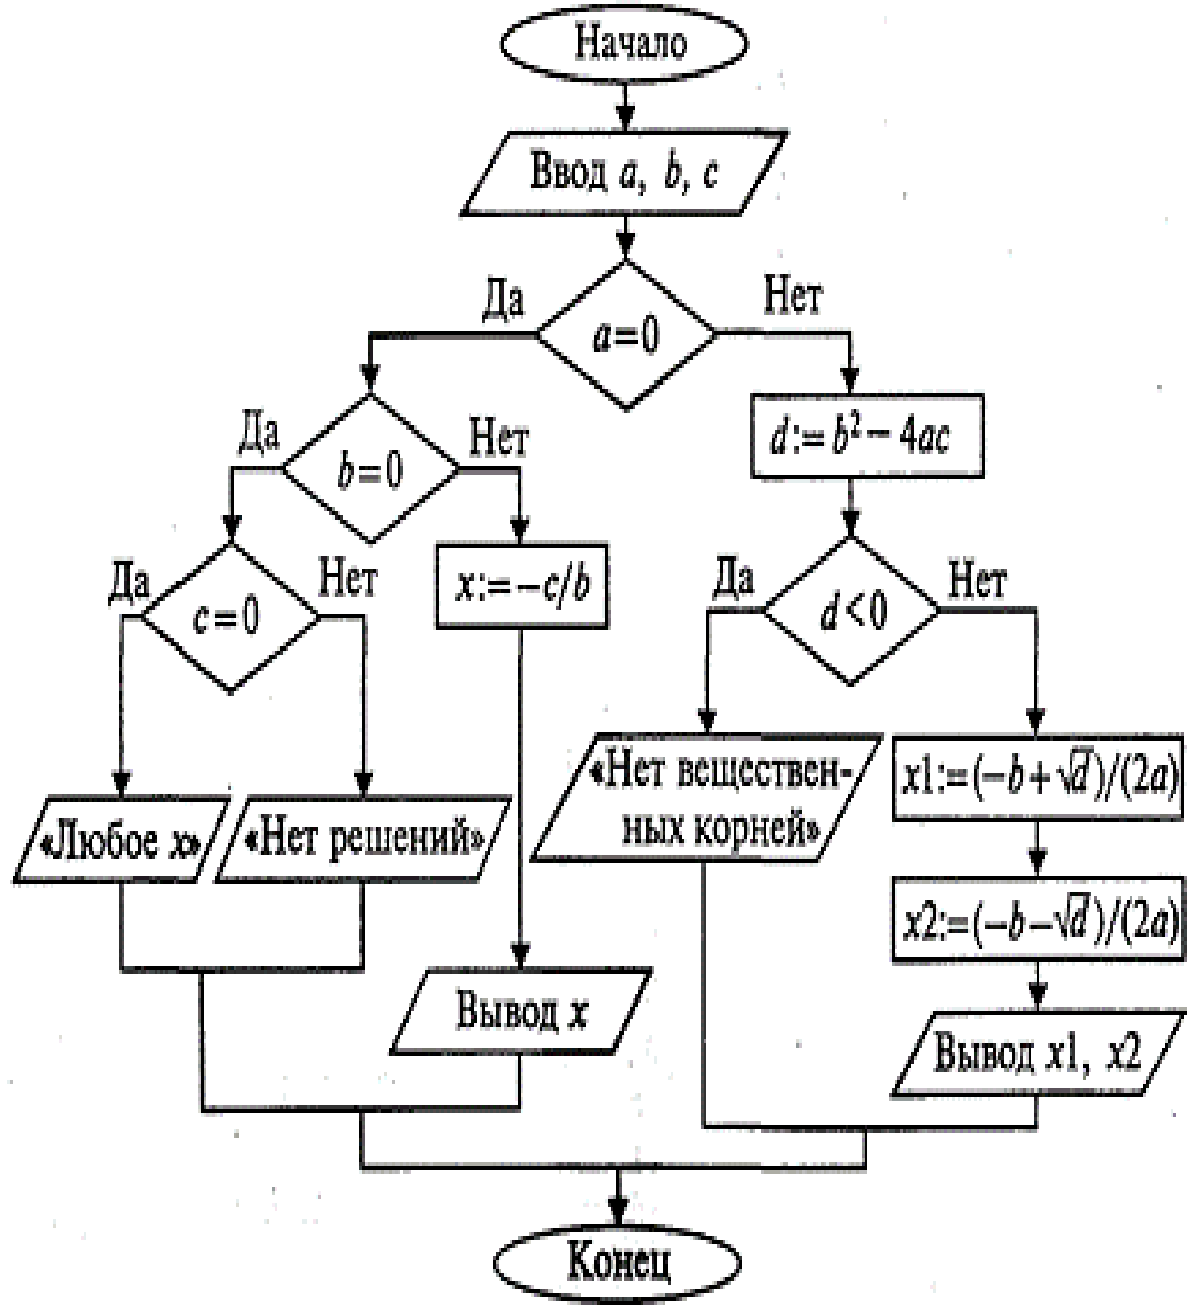 Начало
Ввод a, b, c
Да
Нет
a=0
Да
Нет
d:=b²−4ac
b=0
Да
Нет
x:=−c/b
Да
Нет
c=0
d<0
«Любое x»
«Нет решений»
«Нет веществен-
ных корней»
x1:=(−b+√d)/(2a)
x2:=(−b−√d)/(2a)
Вывод x
Вывод x1, x2
Конец